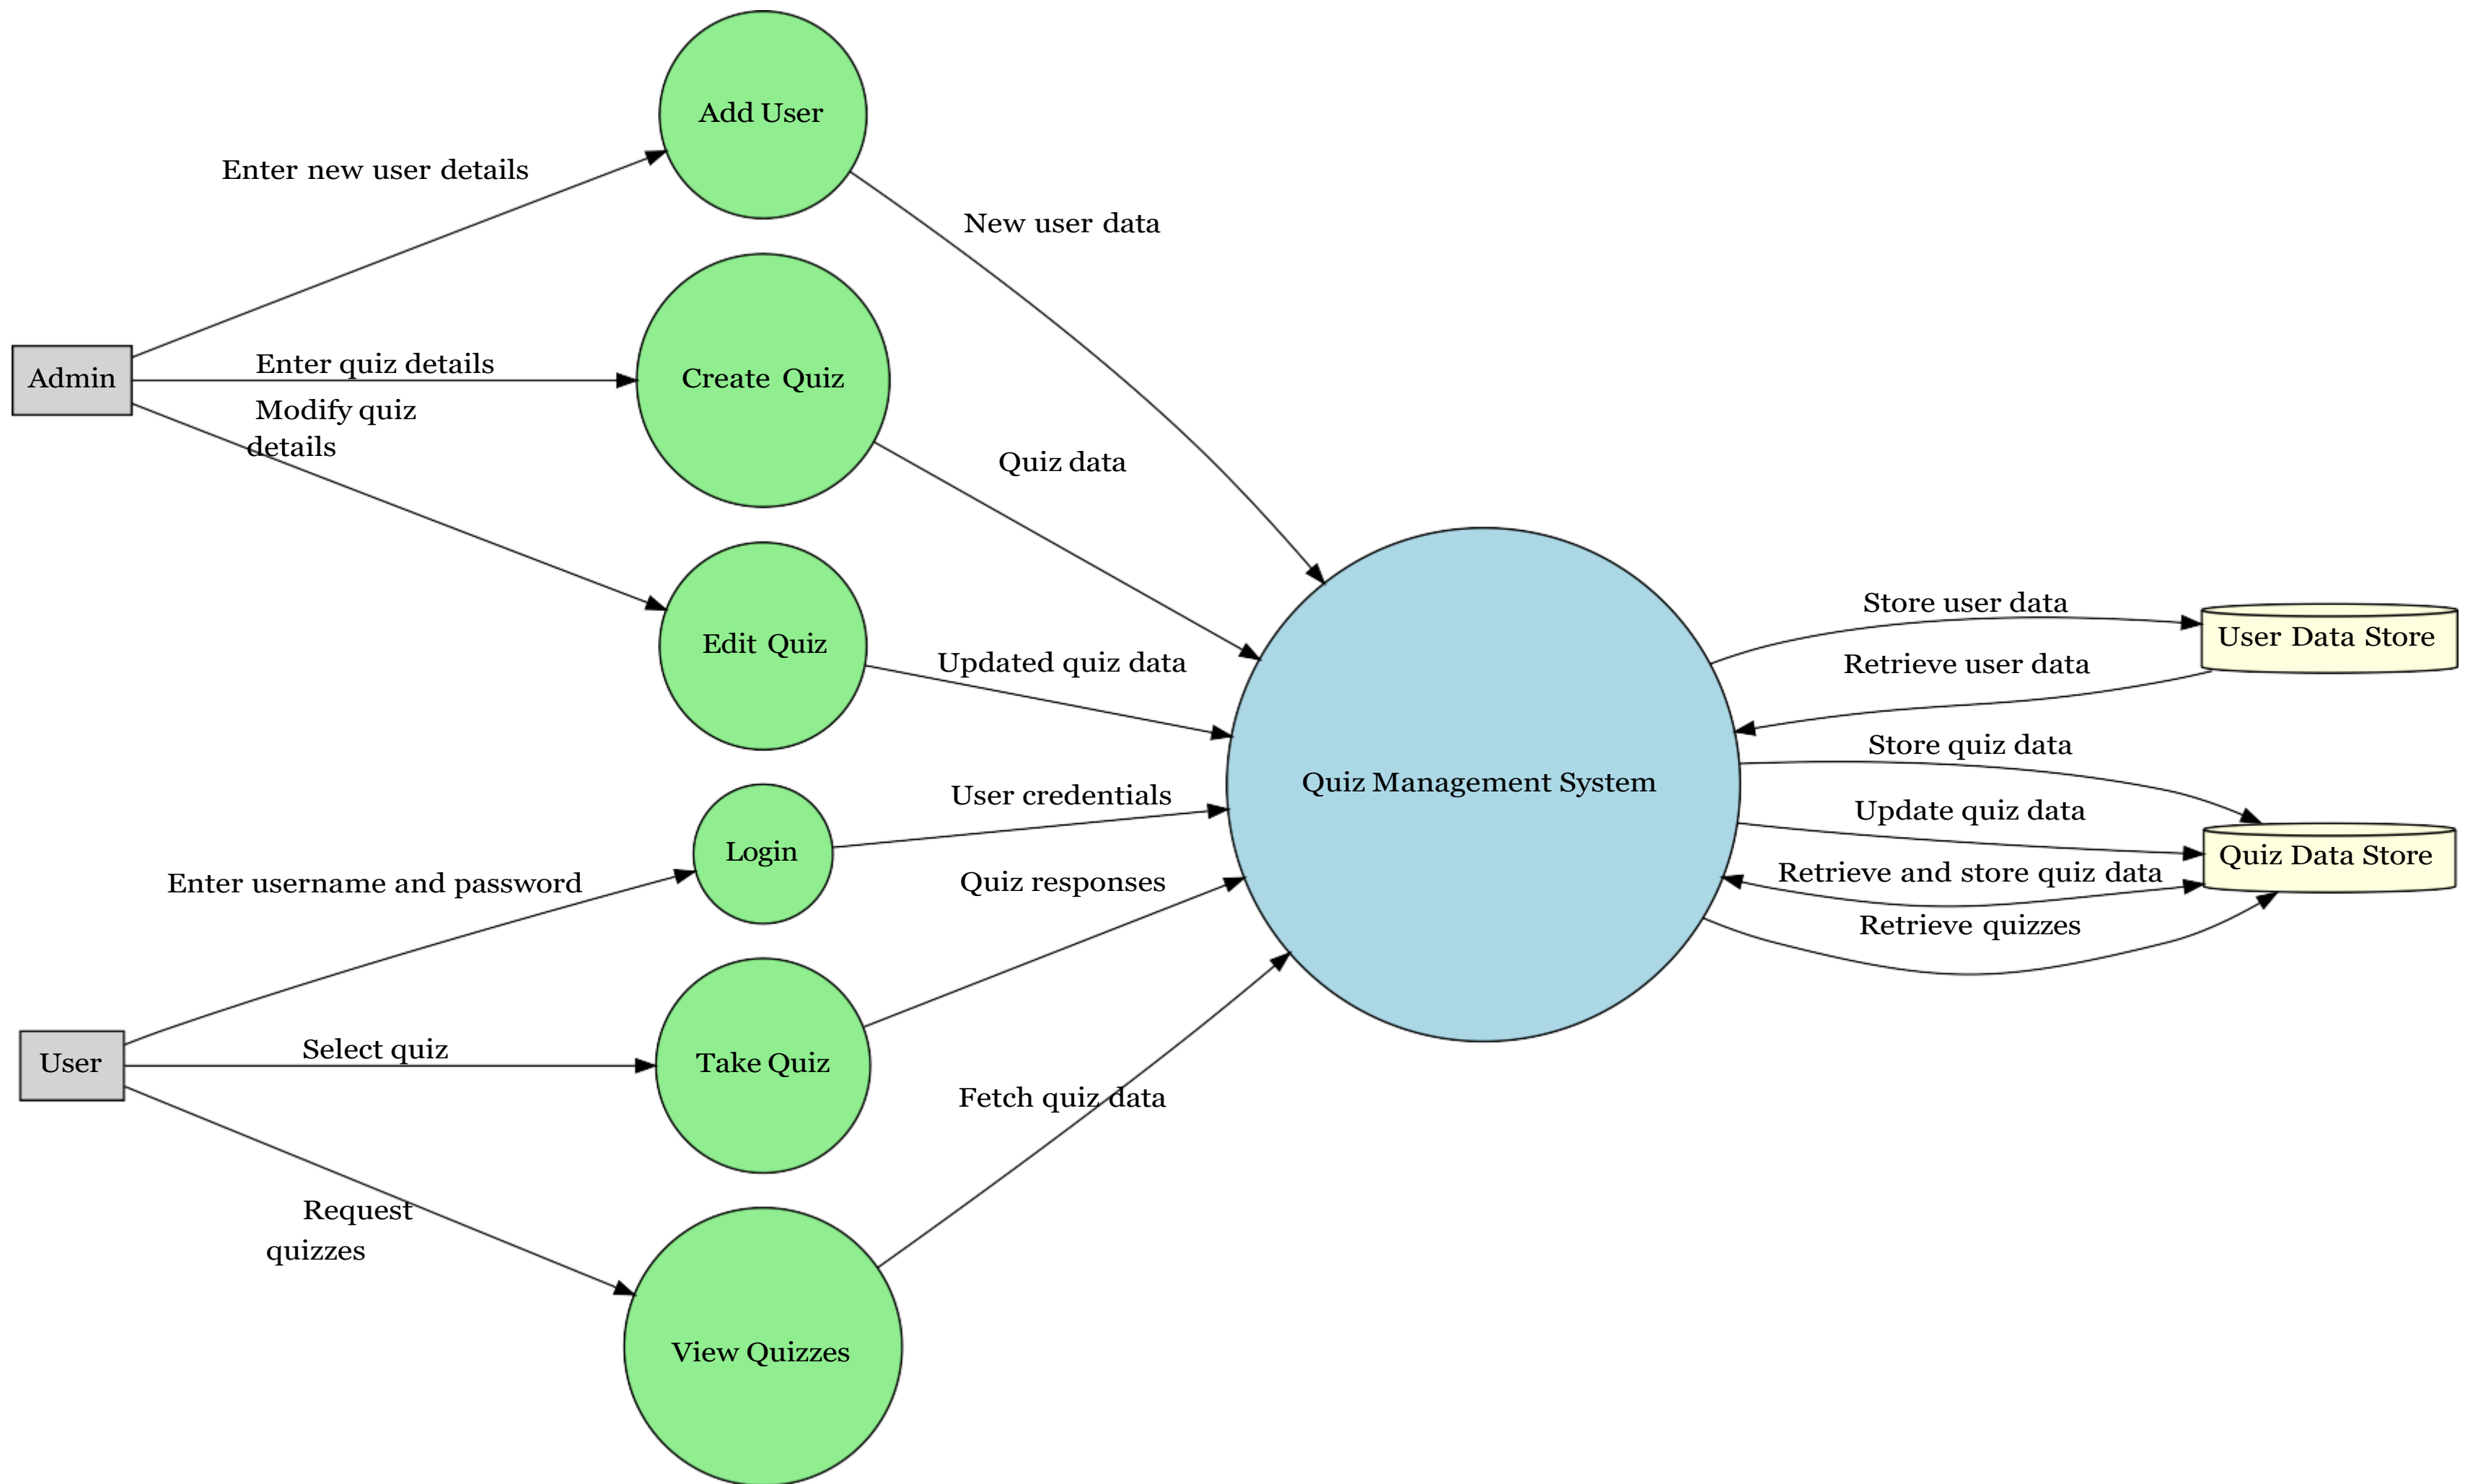 Add User
Enter new user details
New user data
Enter quiz details
Admin
Create Quiz
Modify quiz
details
Quiz data
Store user data
User Data Store
Edit Quiz
Updated quiz data
Retrieve user data
Store quiz data
Quiz Management System
User credentials
Update quiz data
Login
Quiz Data Store
Enter username and password
Quiz responses
Retrieve and store quiz data
Retrieve quizzes
Select quiz
User
Take Quiz
Fetch quiz data
Request
quizzes
View Quizzes